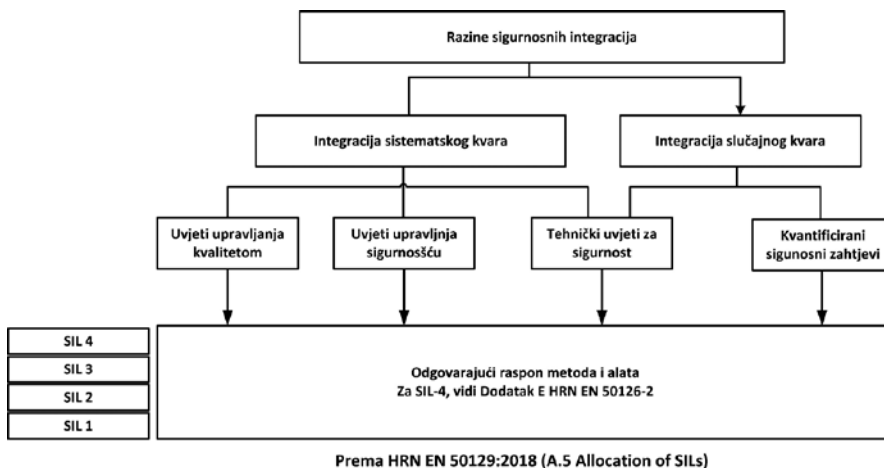 Razine sigurnosnih integracija
Integracija sistematskog kvara
Integracija slučajnog kvara
Uvjeti upravljanja
kvalitetom
Uvjeti upravljnja
sigurnosšću
Tehnički uvjeti za
sigurnost
Kvantificirani
sigunosni zahtjevi
SIL 4
SIL 3
SIL 2
SIL 1
Odgovarajući raspon metoda i alata
Za SIL-4, vidi Dodatak E HRN EN 50126-2
Prema HRN EN 50129:2018 (A.5 Allocation of SILs)